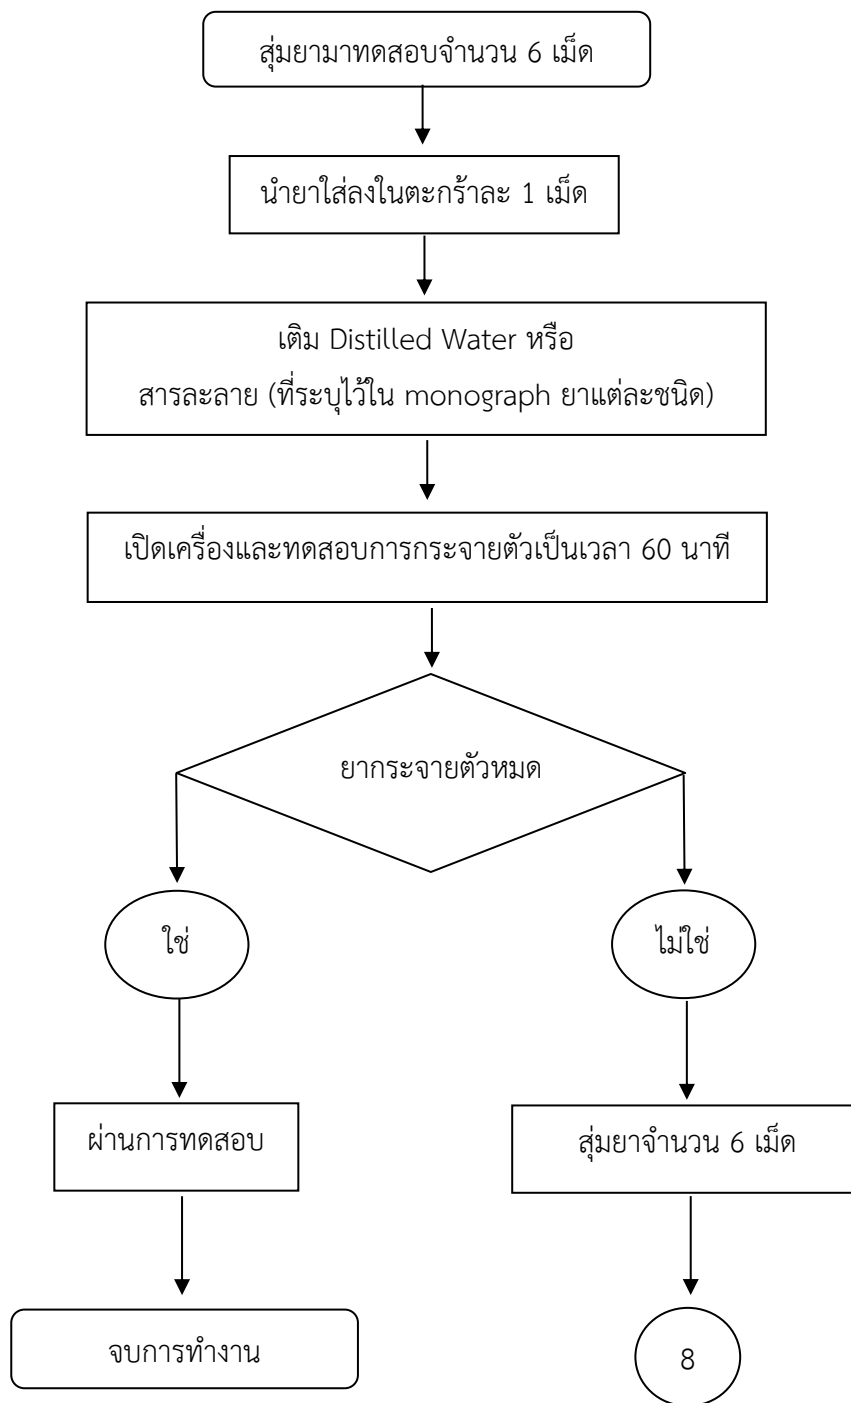 สุ่มยามาทดสอบจำนวน 6 เม็ด
นำยาใส่ลงในตะกร้าละ 1 เม็ด
เติม Distilled Water หรือ
สารละลาย (ที่ระบุไว้ใน monograph ยาแต่ละชนิด)
เปิดเครื่องและทดสอบการกระจายตัวเป็นเวลา 60 นาที
ยากระจายตัวหมด
ใช่
ไม่ใช่
ผ่านการทดสอบ
สุ่มยาจำนวน 6 เม็ด
จบการทำงาน
8